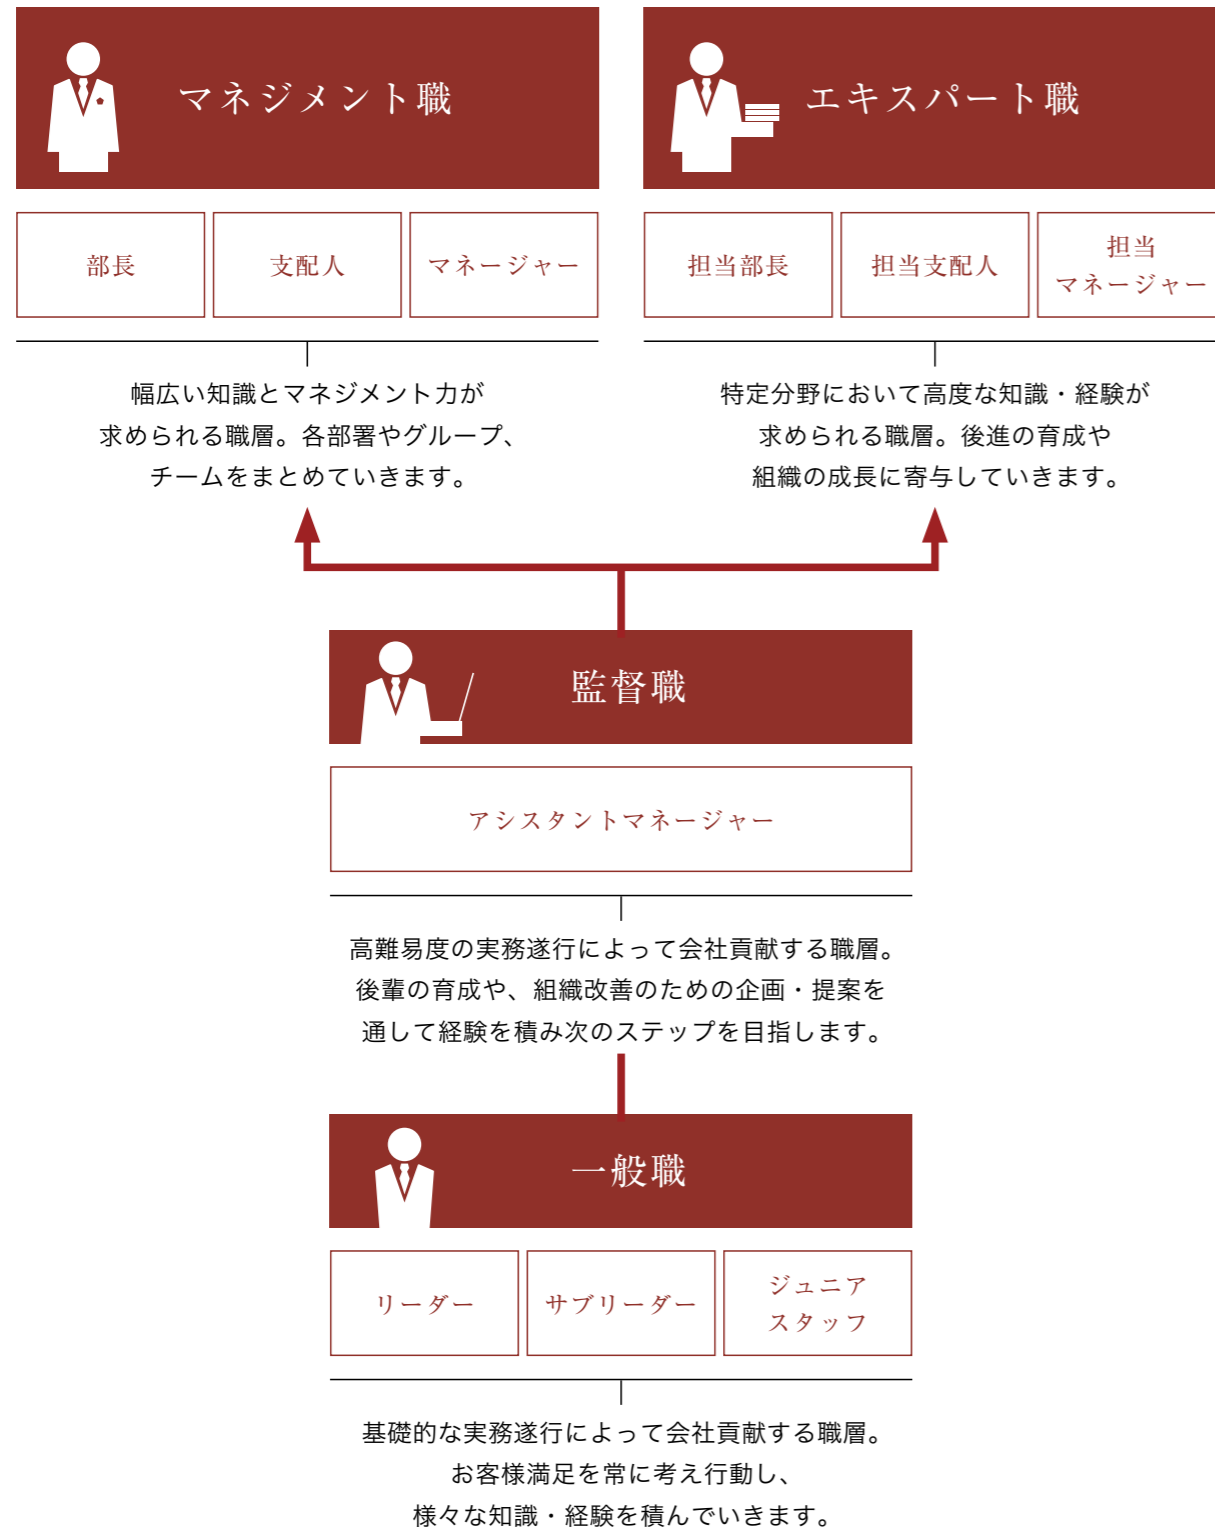 マネジメント職
部長
支配人
マネージャー
幅広い知識とマネジメント力が
求められる職層。各部署やグループ、
チームをまとめていきます。
エキスパート職
担当部長
担当支配人
担当
マネージャー
特定分野において高度な知識・経験が
求められる職層。後進の育成や
組織の成長に寄与していきます。
監督職
アシスタントマネージャー
高難易度の実務遂行によって会社貢献する職層。
後輩の育成や、組織改善のための企画・提案を
通して経験を積み次のステップを目指します。
一般職
リーダー
サブリーダー
ジュニア
スタッフ
基礎的な実務遂行によって会社貢献する職層。
お客様満足を常に考え行動し、
様々な知識・経験を積んでいきます。